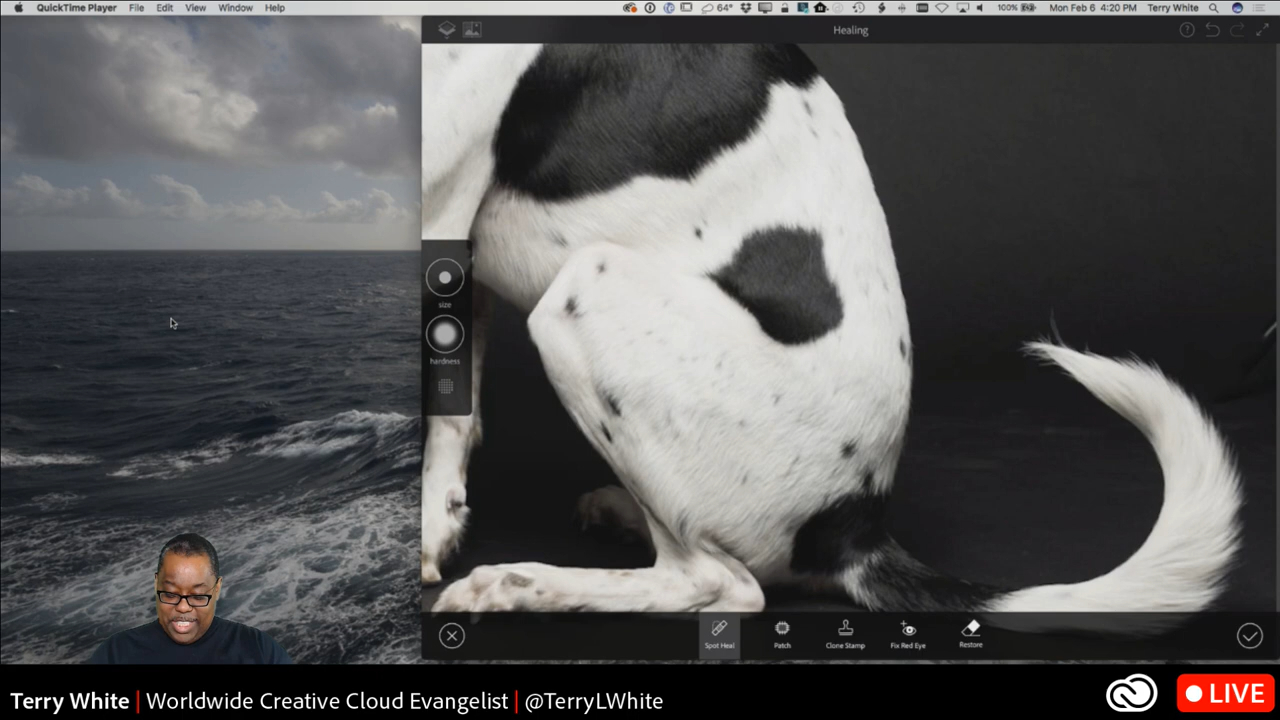 QuickTime Player File Edit View Window Help 64° 100% Mon Feb 6 4:20 PM Terry White
Healing
size
hardness
Spot Heal Patch Clone Stamp Fix Red Eye Restore
Terry White | Worldwide Creative Cloud Evangelist | @TerryLWhite
LIVE